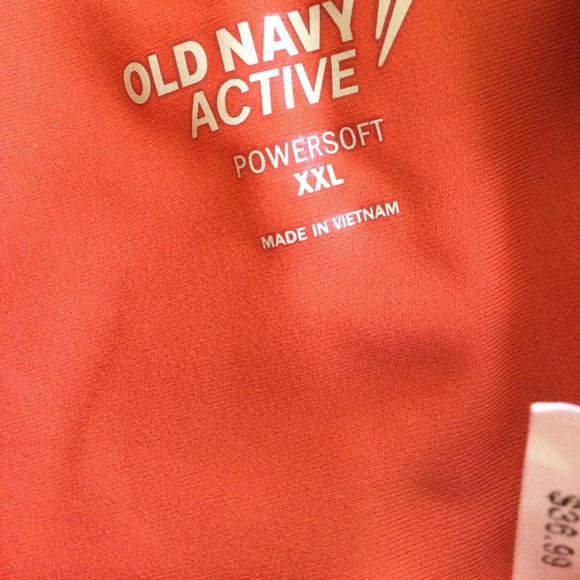 OLD NAVY
ACTIVE
POWERSOFT
XXL
MADE IN VIETNAM
$36.99